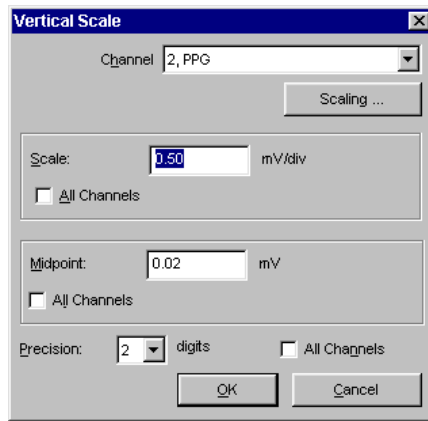 Vertical Scale
Channel 2, PPG
Scaling ...
Scale: 0.50 mV/div
All Channels
Midpoint: 0.02 mV
All Channels
Precision: 2 digits All Channels
OK Cancel